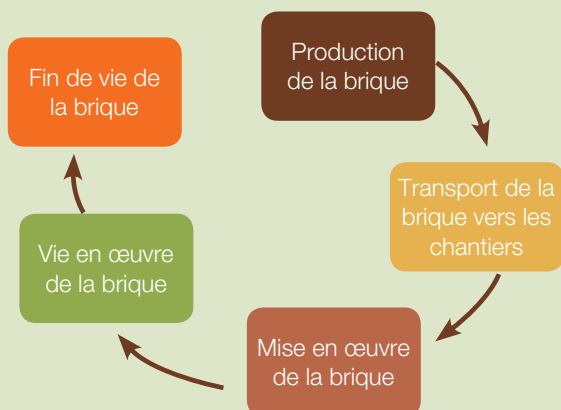 Production
de la brique
Transport de la
brique vers les
chantiers
Mise en œuvre
de la brique
Vie en œuvre
de la brique
Fin de vie de
la brique